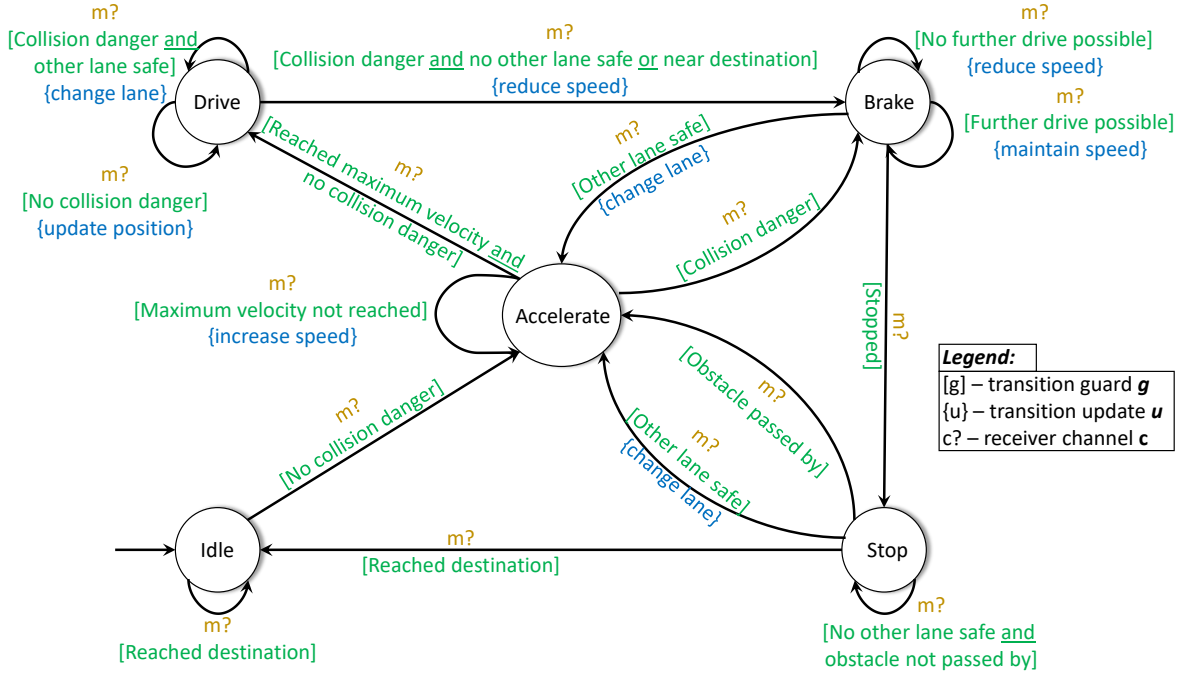 m?
[Collision danger and
other lane safe]
{change lane}
Drive
m?
[No collision danger]
{update position}
m?
[Collision danger and no other lane safe or near destination]
{reduce speed}
m?
[No further drive possible]
{reduce speed}
Brake
m?
[Further drive possible]
{maintain speed}
m?
[Reached maximum velocity and
no collision danger]
m?
[Other lane safe]
{change lane}
m?
[Collision danger]
m?
[Maximum velocity not reached]
{increase speed}
Accelerate
m?
[Stopped]
m?
[Obstacle passed by]
m?
[Other lane safe]
{change lane}
m?
[No collision danger]
Legend:
[g] – transition guard g
{u} – transition update u
c? – receiver channel c
Idle
m?
[Reached destination]
m?
[Reached destination]
Stop
m?
[No other lane safe and
obstacle not passed by]